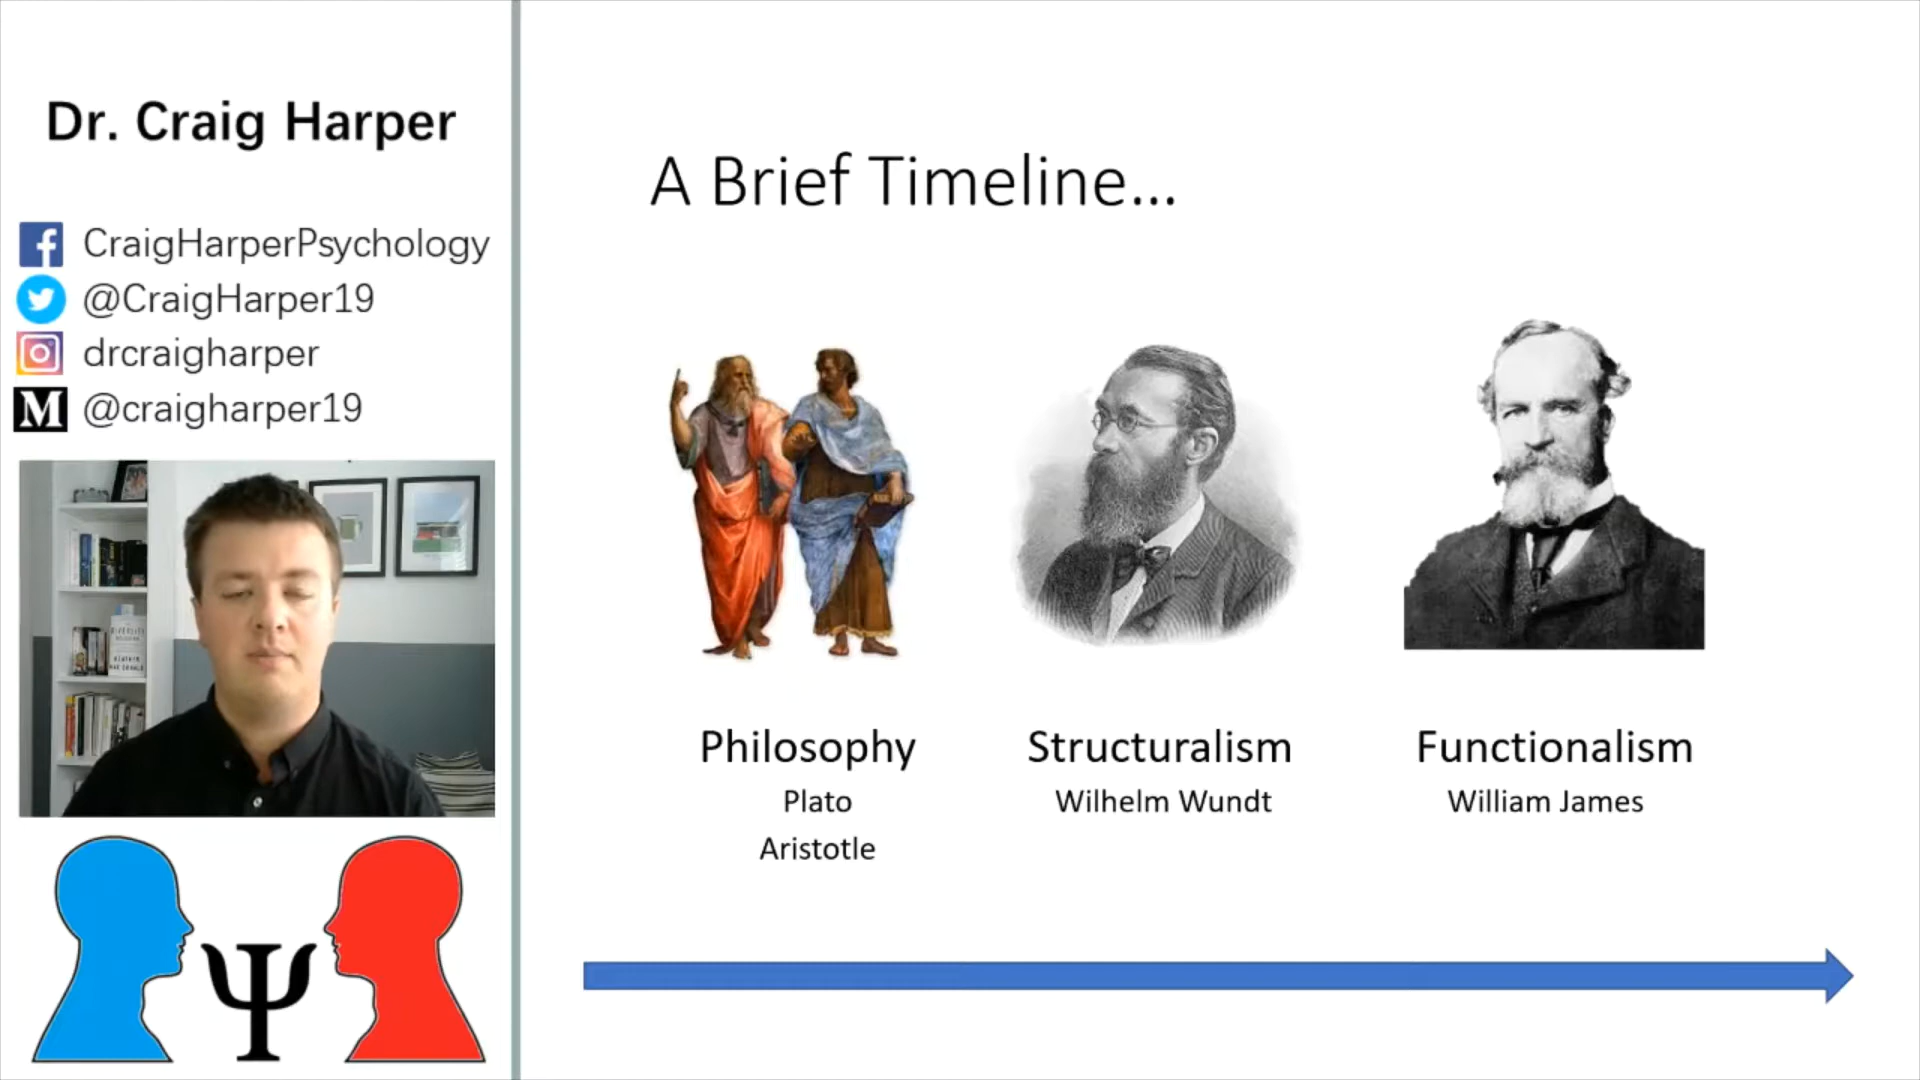 Dr. Craig Harper
CraigHarperPsychology
@CraigHarper19
drcraigharper
M @craigharper19
Ψ
A Brief Timeline...
Philosophy
Plato
Aristotle
Structuralism
Wilhelm Wundt
Functionalism
William James